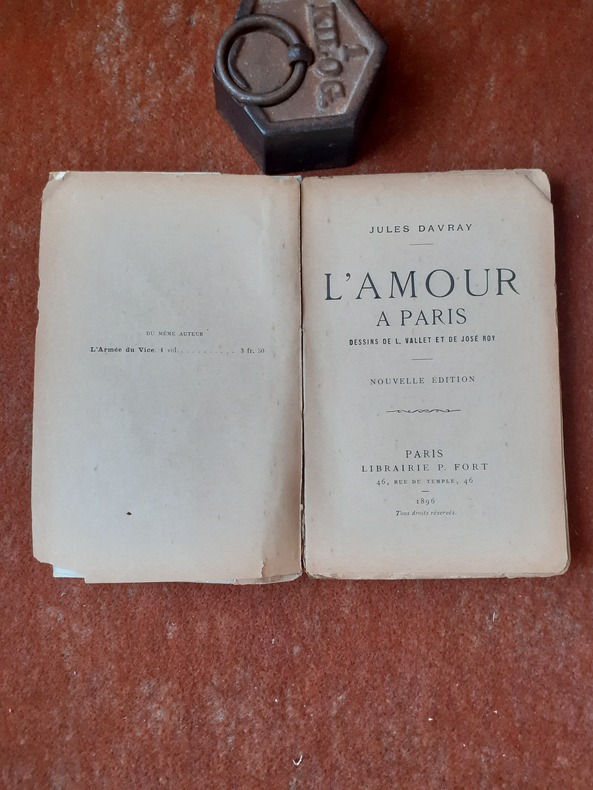 1
KILOG.
DU MÊME AUTEUR
L'Armée du Vice. 1 vol. . . . . . . . . . . 3 fr. 50
JULES DAVRAY
L'AMOUR
A PARIS
DESSINS DE L. VALLET ET DE JOSÉ ROY
NOUVELLE ÉDITION
PARIS
LIBRAIRIE P. FORT
46, RUE DU TEMPLE, 46
1896
Tous droits réservés.